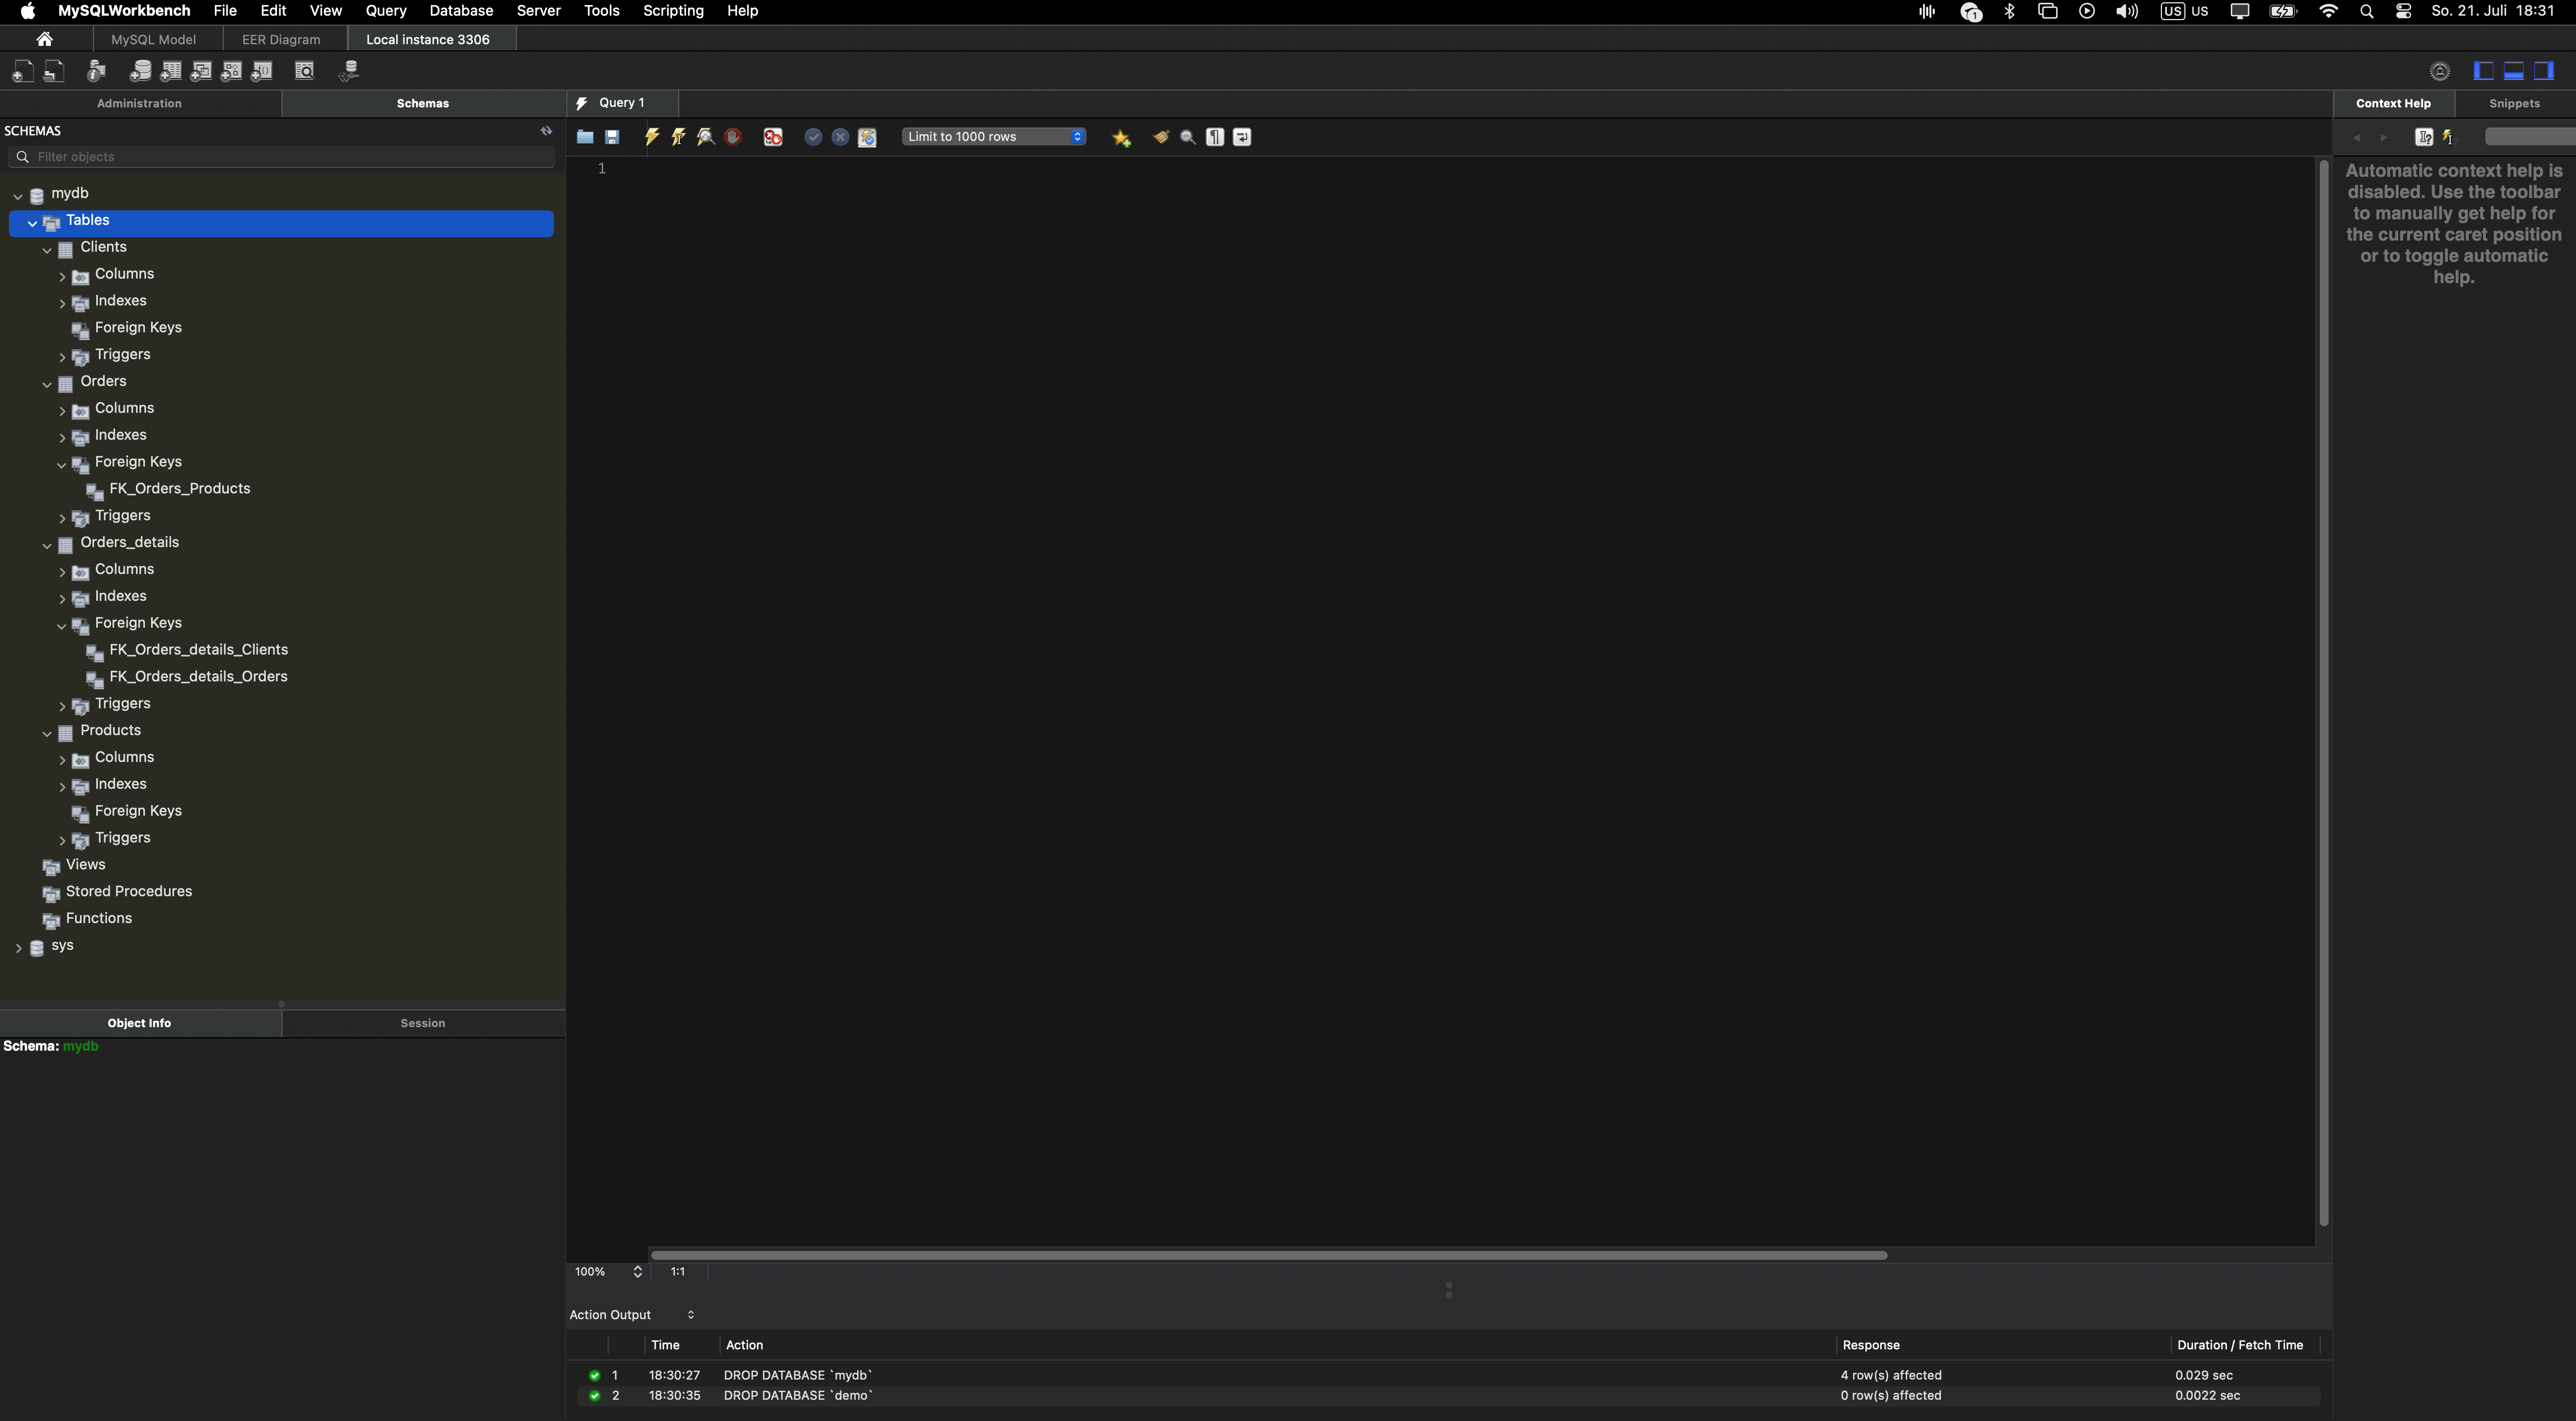 MySQLWorkbench File Edit View Query Database Server Tools Scripting Help 1 US US So. 21. Juli 18:31
MySQL Model EER Diagram Local instance 3306
Administration Schemas Query 1 Context Help Snippets
SCHEMAS
Limit to 1000 rows
Filter objects
1
Automatic context help is
disabled. Use the toolbar
to manually get help for
the current caret position
or to toggle automatic
help.
mydb
Tables
Clients
Columns
Indexes
Foreign Keys
Triggers
Orders
Columns
Indexes
Foreign Keys
FK_Orders_Products
Triggers
Orders_details
Columns
Indexes
Foreign Keys
FK_Orders_details_Clients
FK_Orders_details_Orders
Triggers
Products
Columns
Indexes
Foreign Keys
Triggers
Views
Stored Procedures
Functions
sys
Object Info Session
Schema: mydb
100% 1:1
Action Output
Time Action Response Duration / Fetch Time
1 18:30:27 DROP DATABASE `mydb` 4 row(s) affected 0.029 sec
2 18:30:35 DROP DATABASE `demo` 0 row(s) affected 0.0022 sec